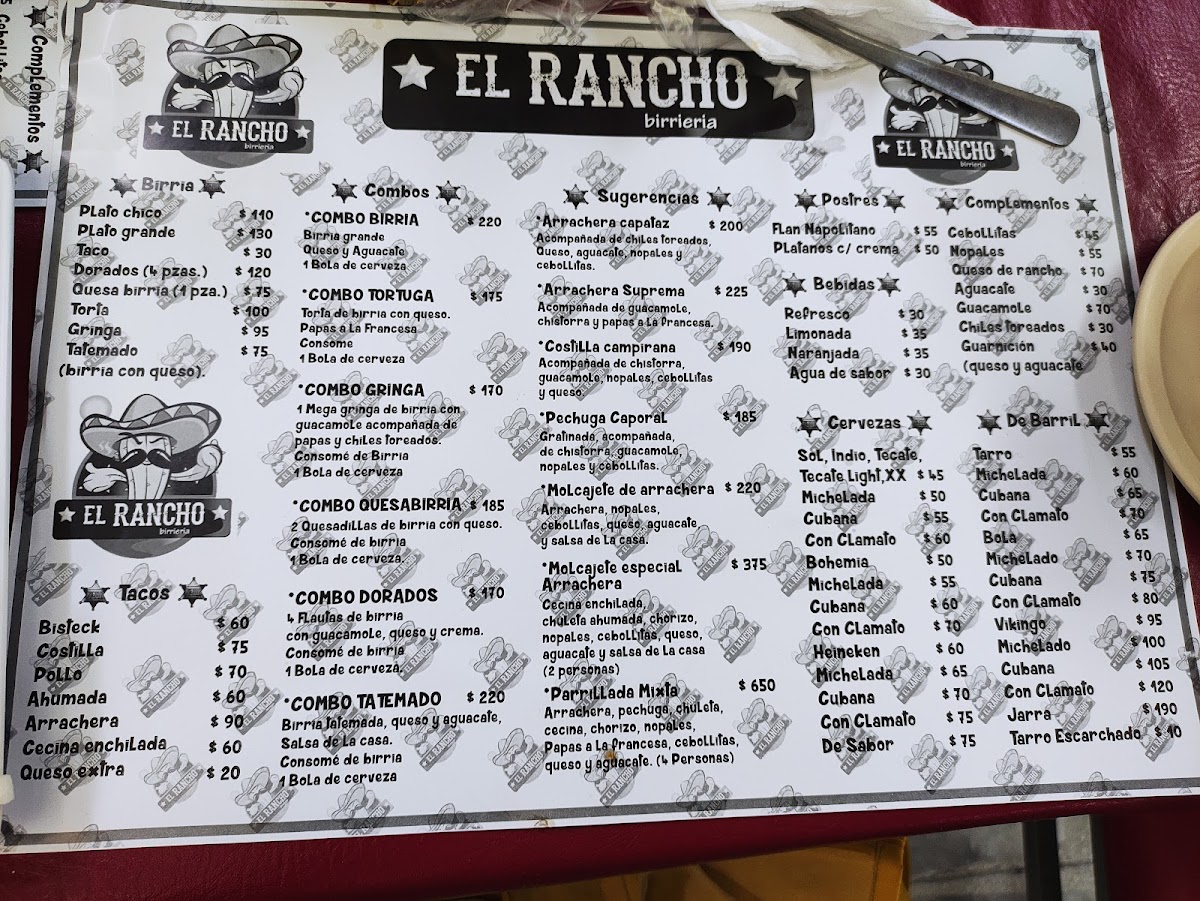 ★ EL RANCHO ★
birrieria
★ EL RANCHO ★
birrieria
★ EL RANCHO ★
birrieria
Complementos
Birria
Plato chico $ 110
Plato grande $ 130
Taco $ 30
Dorados (4 pzas.) $ 120
Quesa birria (1 pza.) $ 75
Torta $ 100
Gringa $ 95
Tatemado $ 75
(birria con queso).
★ EL RANCHO ★
birrieria
Tacos
Bisteck $ 60
Costilla $ 75
Pollo $ 70
Ahumada $ 60
Arrachera $ 90
Cecina enchilada $ 60
Queso extra $ 20
Combos
*COMBO BIRRIA $ 220
Birria grande
Queso y Aguacate
1 Bola de cerveza
*COMBO TORTUGA $ 175
Torta de birria con queso.
Papas a La Francesa
Consome
1 Bola de cerveza
*COMBO GRINGA $ 170
1 Mega gringa de birria con
guacamole acompañada de
papas y chiles toreados.
Consomé de Birria
1 Bola de cerveza
*COMBO QUESABIRRIA $ 185
2 Quesadillas de birria con queso.
Consomé de birria
1 Bola de cerveza.
*COMBO DORADOS $ 170
4 Flautas de birria
con guacamole, queso y crema.
Consomé de birria
1 Bola de cerveza.
*COMBO TATEMADO $ 220
Birria tatemada, queso y aguacate,
Salsa de La casa.
Consomé de birria
1 Bola de cerveza
Sugerencias
*Arrachera capataz $ 200
Acompañada de chiles toreados,
Queso, aguacate, nopales y
cebollitas.
*Arrachera Suprema $ 225
Acompañada de guacamole,
chistorra y papas a La francesa.
*Costilla campirana $ 190
Acompañada de chistorra,
guacamole, nopales, cebollitas
y queso.
*Pechuga Caporal $ 185
Gratinada, acompañada,
de chistorra, guacamole,
nopales y cebollitas.
*Molcajete de arrachera $ 220
Arrachera, nopales,
cebollitas, queso, aguacate
y salsa de La casa.
*Molcajete especial $ 375
Arrachera
Cecina enchilada,
chuleta ahumada, chorizo,
nopales, cebollitas, queso,
aguacate y salsa de La casa
(2 personas)
*Parrillada Mixta $ 650
Arrachera, pechuga, chuleta,
cecina, chorizo, nopales,
Papas a La francesa, cebollitas,
queso y aguacate. (4 Personas)
Postres
Flan Napolitano $ 55
Platanos c/ crema $ 50
Bebidas
Refresco $ 30
Limonada $ 35
Naranjada $ 35
Agua de sabor $ 30
Cervezas
Sol, Indio, Tecate,
Tecate Light,XX $ 45
Michelada $ 50
Cubana $ 55
Con Clamato $ 60
Bohemia $ 50
Michelada $ 55
Cubana $ 60
Con Clamato $ 70
Heineken $ 60
Michelada $ 65
Cubana $ 70
Con Clamato $ 75
De Sabor $ 75
Complementos
Cebollitas $ 45
Nopales $ 55
Queso de rancho $ 70
Aguacate $ 30
Guacamole $ 70
Chiles toreados $ 30
Guarnición $ 40
(queso y aguacate
De Barril
Tarro $ 55
Michelada $ 60
Cubana $ 65
Con Clamato $ 70
Bola $ 65
Michelado $ 70
Cubana $ 75
Con Clamato $ 80
Vikingo $ 95
Michelado $ 100
Cubana $ 105
Con Clamato $ 120
Jarra $ 190
Tarro Escarchado $ 10